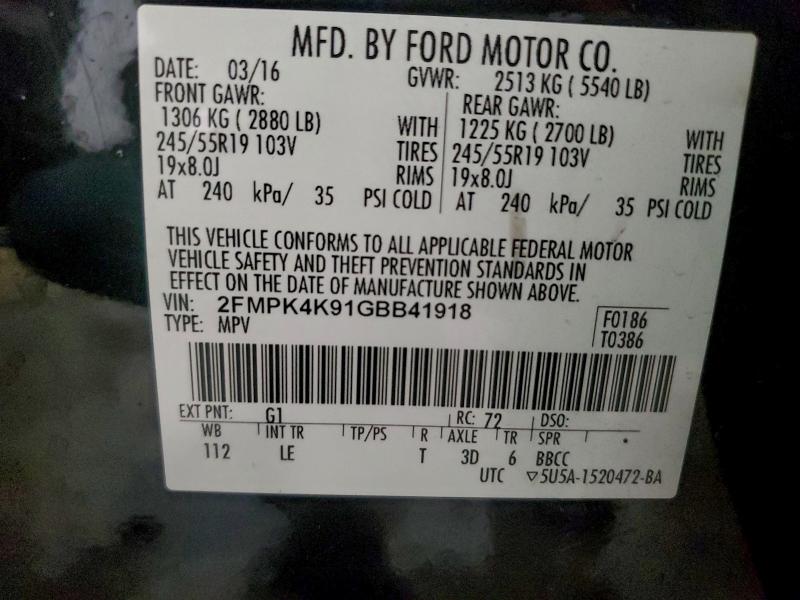 MFD. BY FORD MOTOR CO.
DATE: 03/16 GVWR: 2513 KG ( 5540 LB)
FRONT GAWR: REAR GAWR:
1306 KG ( 2880 LB) WITH 1225 KG ( 2700 LB) WITH
245/55R19 103V TIRES 245/55R19 103V TIRES
19x8.0J RIMS 19x8.0J RIMS
AT 240 kPa/ 35 PSI COLD AT 240 kPa/ 35 PSI COLD
THIS VEHICLE CONFORMS TO ALL APPLICABLE FEDERAL MOTOR
VEHICLE SAFETY AND THEFT PREVENTION STANDARDS IN
EFFECT ON THE DATE OF MANUFACTURE SHOWN ABOVE.
VIN: 2FMPK4K91GBB41918 F0186
TYPE: MPV T0386
EXT PNT: G1 RC: 72 DSO:
WB INT TR TP/PS R AXLE TR SPR
112 LE T 3D 6 BBCC
UTC ▽5U5A-1520472-BA